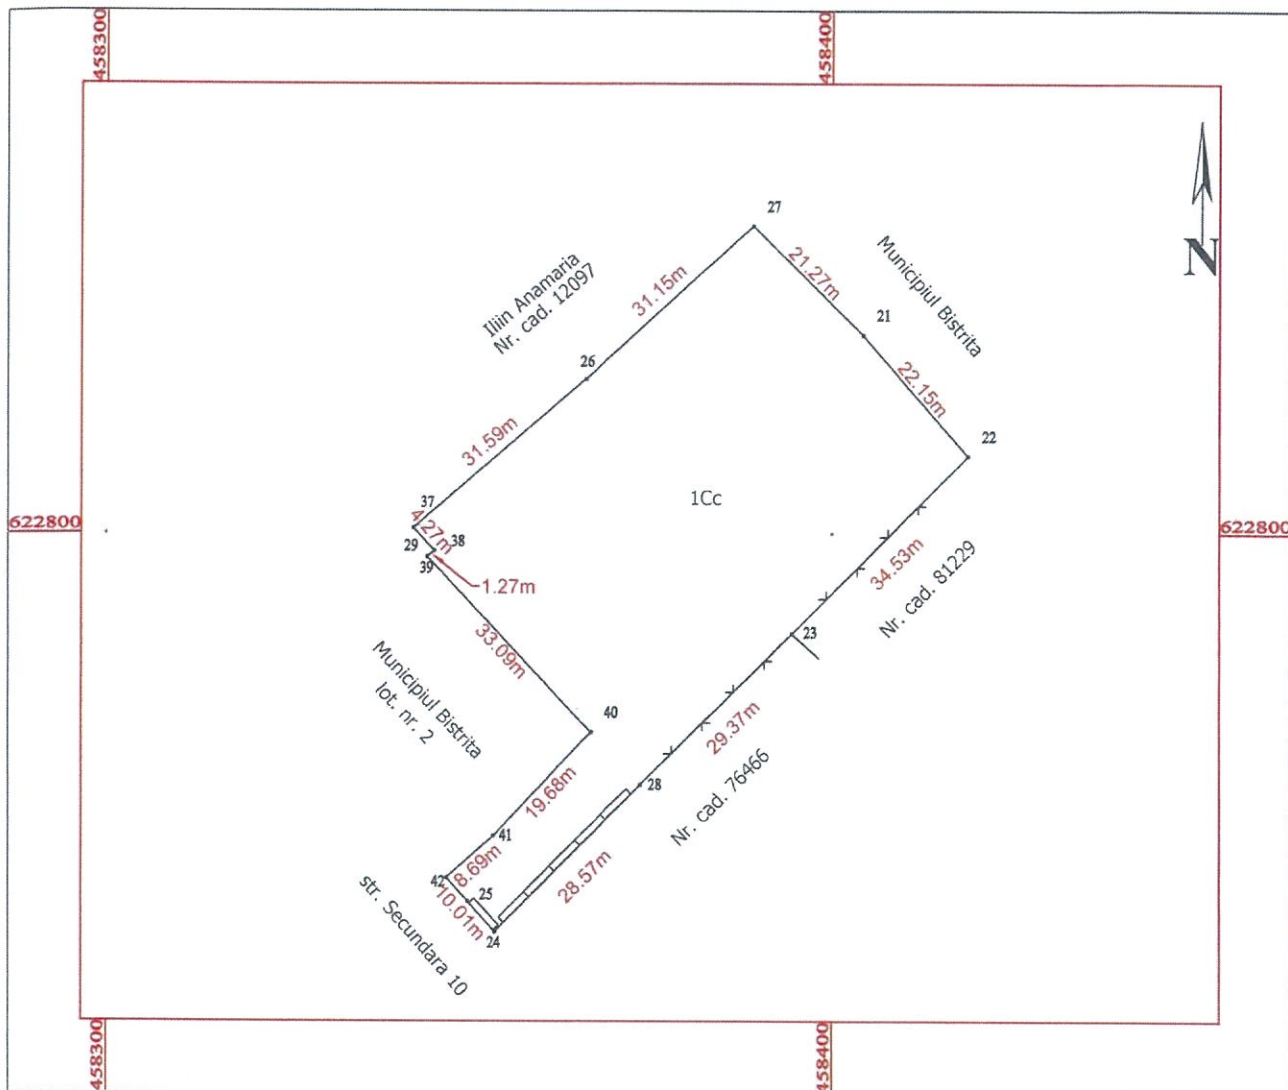 458300
458400
N
27
21.27m
Municipiul Bistrita
Iliin Anamaria
Nr. cad. 12097
31.15m
21
26
22.15m
31.59m
22
1Cc
37
4.27m
622800
622800
29
38
39
1.27m
34.53m
Nr. cad. 81229
33.09m
23
Municipiul Bistrita
lot. nr. 2
40
29.37m
Nr. cad. 76466
19.68m
28
41
8.69m
42
28.57m
25
10.01m
24
str. Secundara 10
458300
458400